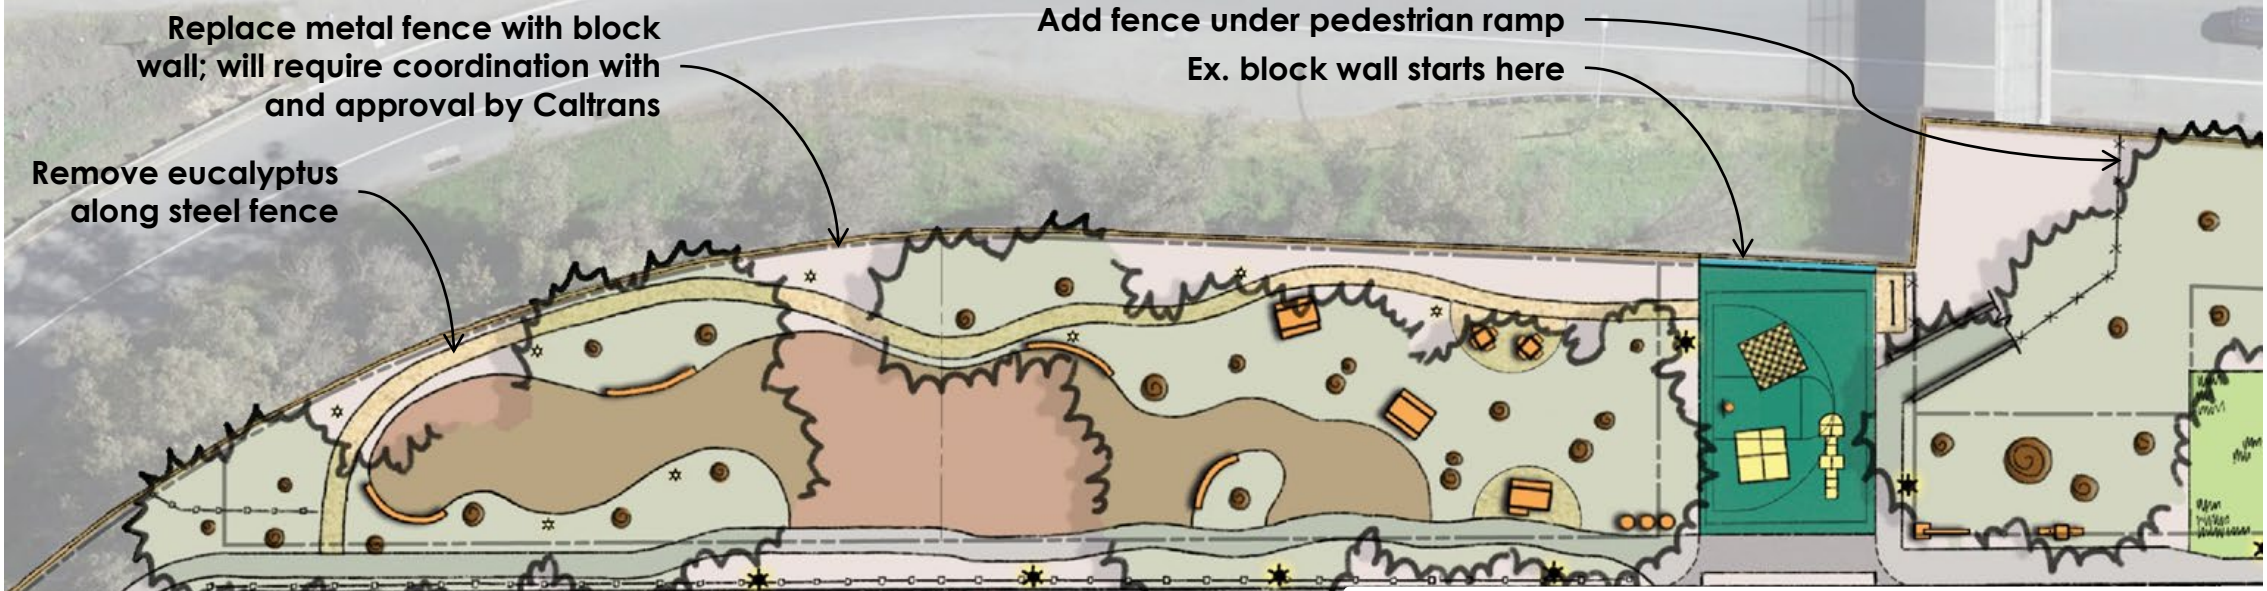 Replace metal fence with block
wall; will require coordination with
and approval by Caltrans
Remove eucalyptus
along steel fence
Add fence under pedestrian ramp
Ex. block wall starts here